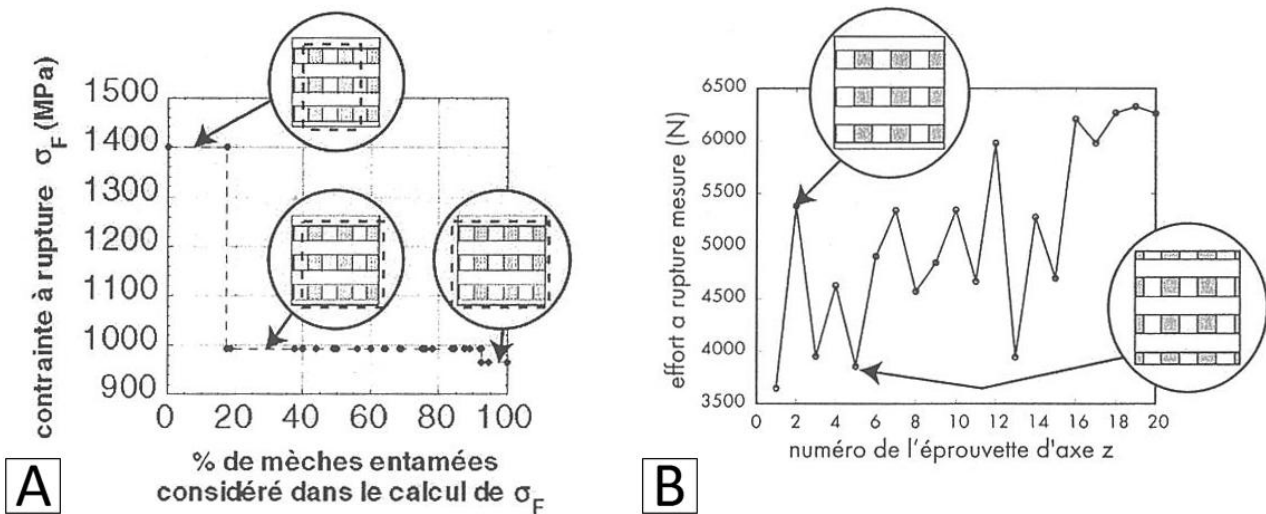 contrainte à rupture σF (MPa)
1500
1400
1300
1200
1100
1000
900
0
20
40
60
80
100
% de mèches entamées
considéré dans le calcul de σF
A
effort a rupture mesure (N)
6500
6000
5500
5000
4500
4000
3500
0 2 4 6 8 10 12 14 16 18 20
numéro de l'éprouvette d'axe z
B